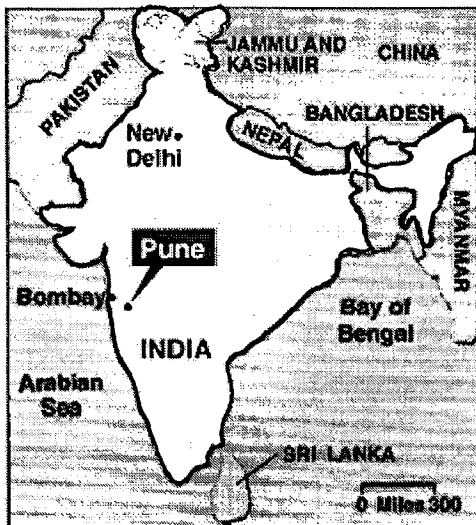 JAMMU AND
KASHMIR
CHINA
PAKISTAN
BANGLADESH
New
Delhi
NEPAL
MYANMAR
Pune
Bombay
Bay of
Bengal
INDIA
Arabian
Sea
SRI LANKA
0 Miles 300